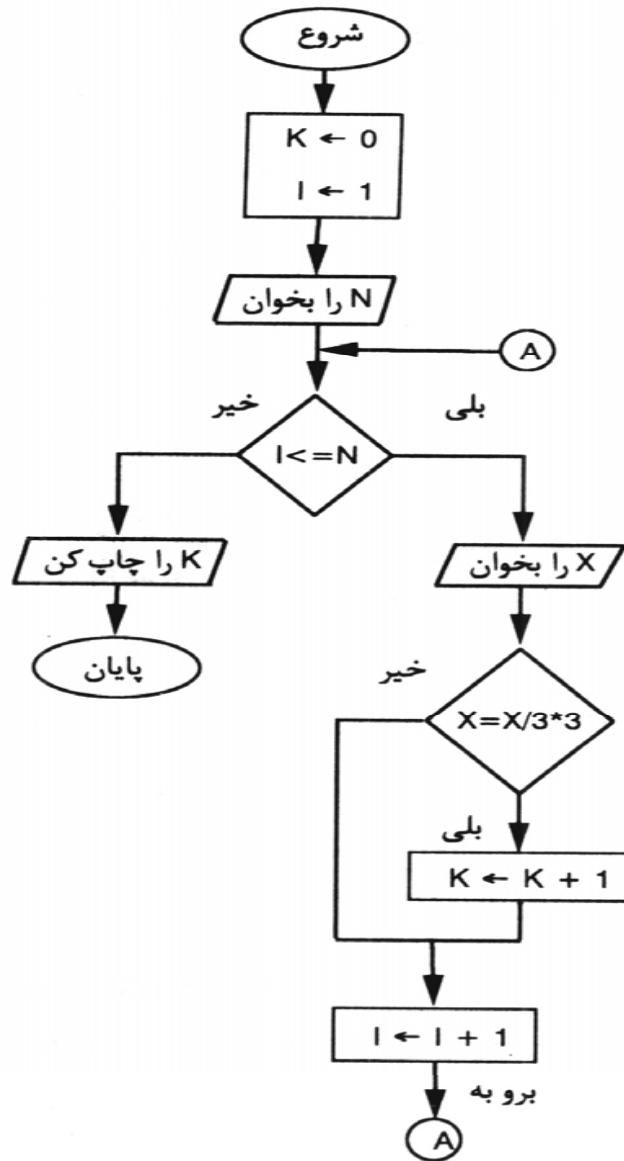 شروع
K ← 0
I ← 1
N را بخوان
A
خیر
بلی
I<=N
K را چاپ کن
X را بخوان
پایان
خیر
X=X/3*3
بلی
K ← K + 1
I ← I + 1
برو به
A